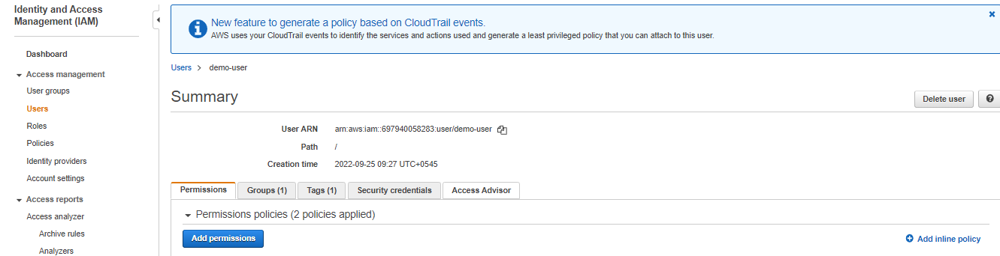 Identity and Access
Management (IAM)
Dashboard
Access management
User groups
Users
Roles
Policies
Identity providers
Account settings
Access reports
Access analyzer
Archive rules
Analyzers
New feature to generate a policy based on CloudTrail events.
AWS uses your CloudTrail events to identify the services and actions used and generate a least privileged policy that you can attach to this user.
Users > demo-user
Summary
Delete user
User ARN arn:aws:iam::697940058283:user/demo-user
Path /
Creation time 2022-09-25 09:27 UTC+0545
Permissions Groups (1) Tags (1) Security credentials Access Advisor
Permissions policies (2 policies applied)
Add permissions Add inline policy